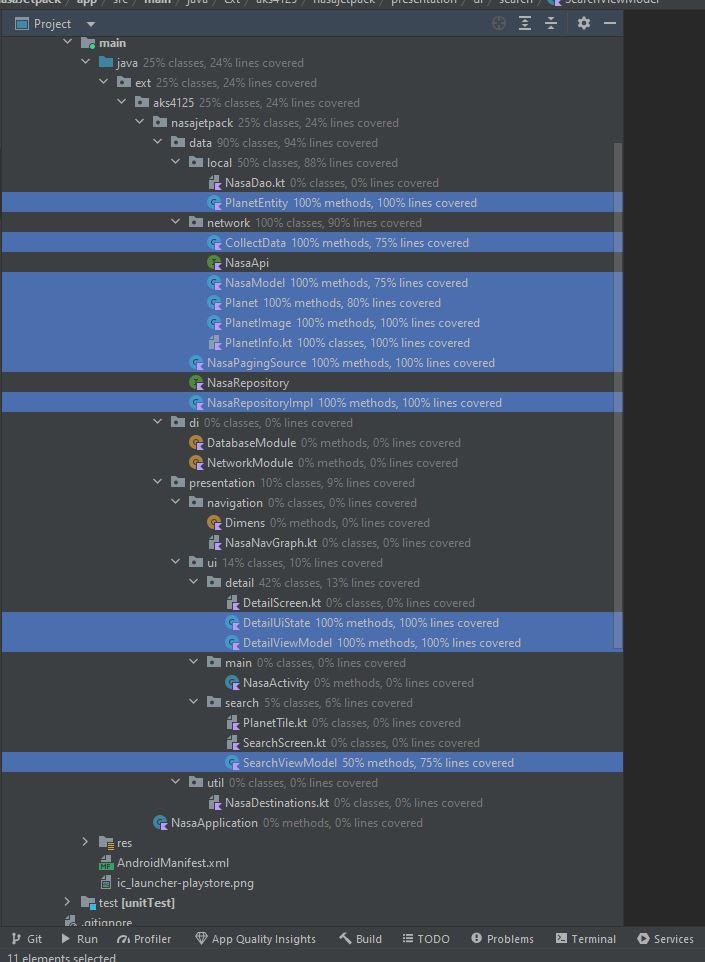 NasaJetpack > app > src > main > java > ext > aks4125 > nasajetpack > presentation > ui > search > SearchViewModel
Project
main
java 25% classes, 24% lines covered
ext 25% classes, 24% lines covered
aks4125 25% classes, 24% lines covered
nasajetpack 25% classes, 24% lines covered
data 90% classes, 94% lines covered
local 50% classes, 88% lines covered
NasaDao.kt 0% classes, 0% lines covered
PlanetEntity 100% methods, 100% lines covered
network 100% classes, 90% lines covered
CollectData 100% methods, 75% lines covered
NasaApi
NasaModel 100% methods, 75% lines covered
Planet 100% methods, 80% lines covered
PlanetImage 100% methods, 100% lines covered
PlanetInfo.kt 100% classes, 100% lines covered
NasaPagingSource 100% methods, 100% lines covered
NasaRepository
NasaRepositoryImpl 100% methods, 100% lines covered
di 0% classes, 0% lines covered
DatabaseModule 0% methods, 0% lines covered
NetworkModule 0% methods, 0% lines covered
presentation 10% classes, 9% lines covered
navigation 0% classes, 0% lines covered
Dimens 0% methods, 0% lines covered
NasaNavGraph.kt 0% classes, 0% lines covered
ui 14% classes, 10% lines covered
detail 42% classes, 13% lines covered
DetailScreen.kt 0% classes, 0% lines covered
DetailUiState 100% methods, 100% lines covered
DetailViewModel 100% methods, 100% lines covered
main 0% classes, 0% lines covered
NasaActivity 0% methods, 0% lines covered
search 5% classes, 6% lines covered
PlanetTile.kt 0% classes, 0% lines covered
SearchScreen.kt 0% classes, 0% lines covered
SearchViewModel 50% methods, 75% lines covered
util 0% classes, 0% lines covered
NasaDestinations.kt 0% classes, 0% lines covered
NasaApplication 0% methods, 0% lines covered
res
MF AndroidManifest.xml
ic_launcher-playstore.png
test [unitTest]
.gitignore
Git Run Profiler App Quality Insights Build TODO Problems Terminal Services
11 elements selected